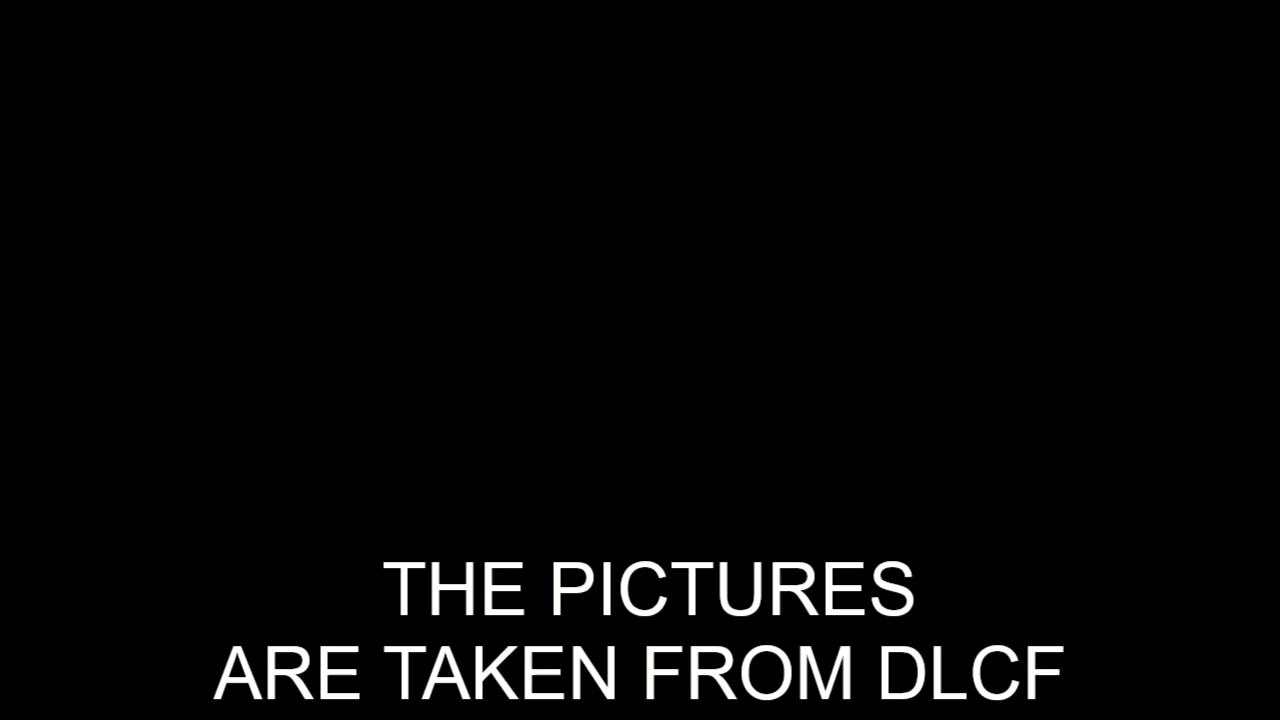 THE PICTURES
ARE TAKEN FROM DLCF